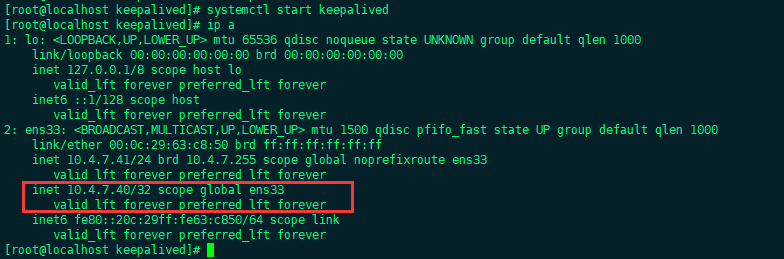 [root@localhost keepalived]# systemctl start keepalived
[root@localhost keepalived]# ip a
1: lo: <LOOPBACK,UP,LOWER_UP> mtu 65536 qdisc noqueue state UNKNOWN group default qlen 1000
    link/loopback 00:00:00:00:00:00 brd 00:00:00:00:00:00
    inet 127.0.0.1/8 scope host lo
       valid_lft forever preferred_lft forever
    inet6 ::1/128 scope host
       valid_lft forever preferred_lft forever
2: ens33: <BROADCAST,MULTICAST,UP,LOWER_UP> mtu 1500 qdisc pfifo_fast state UP group default qlen 1000
    link/ether 00:0c:29:63:c8:50 brd ff:ff:ff:ff:ff:ff
    inet 10.4.7.41/24 brd 10.4.7.255 scope global noprefixroute ens33
       valid_lft forever preferred_lft forever
    inet 10.4.7.40/32 scope global ens33
       valid_lft forever preferred_lft forever
    inet6 fe80::20c:29ff:fe63:c850/64 scope link
       valid_lft forever preferred_lft forever
[root@localhost keepalived]#